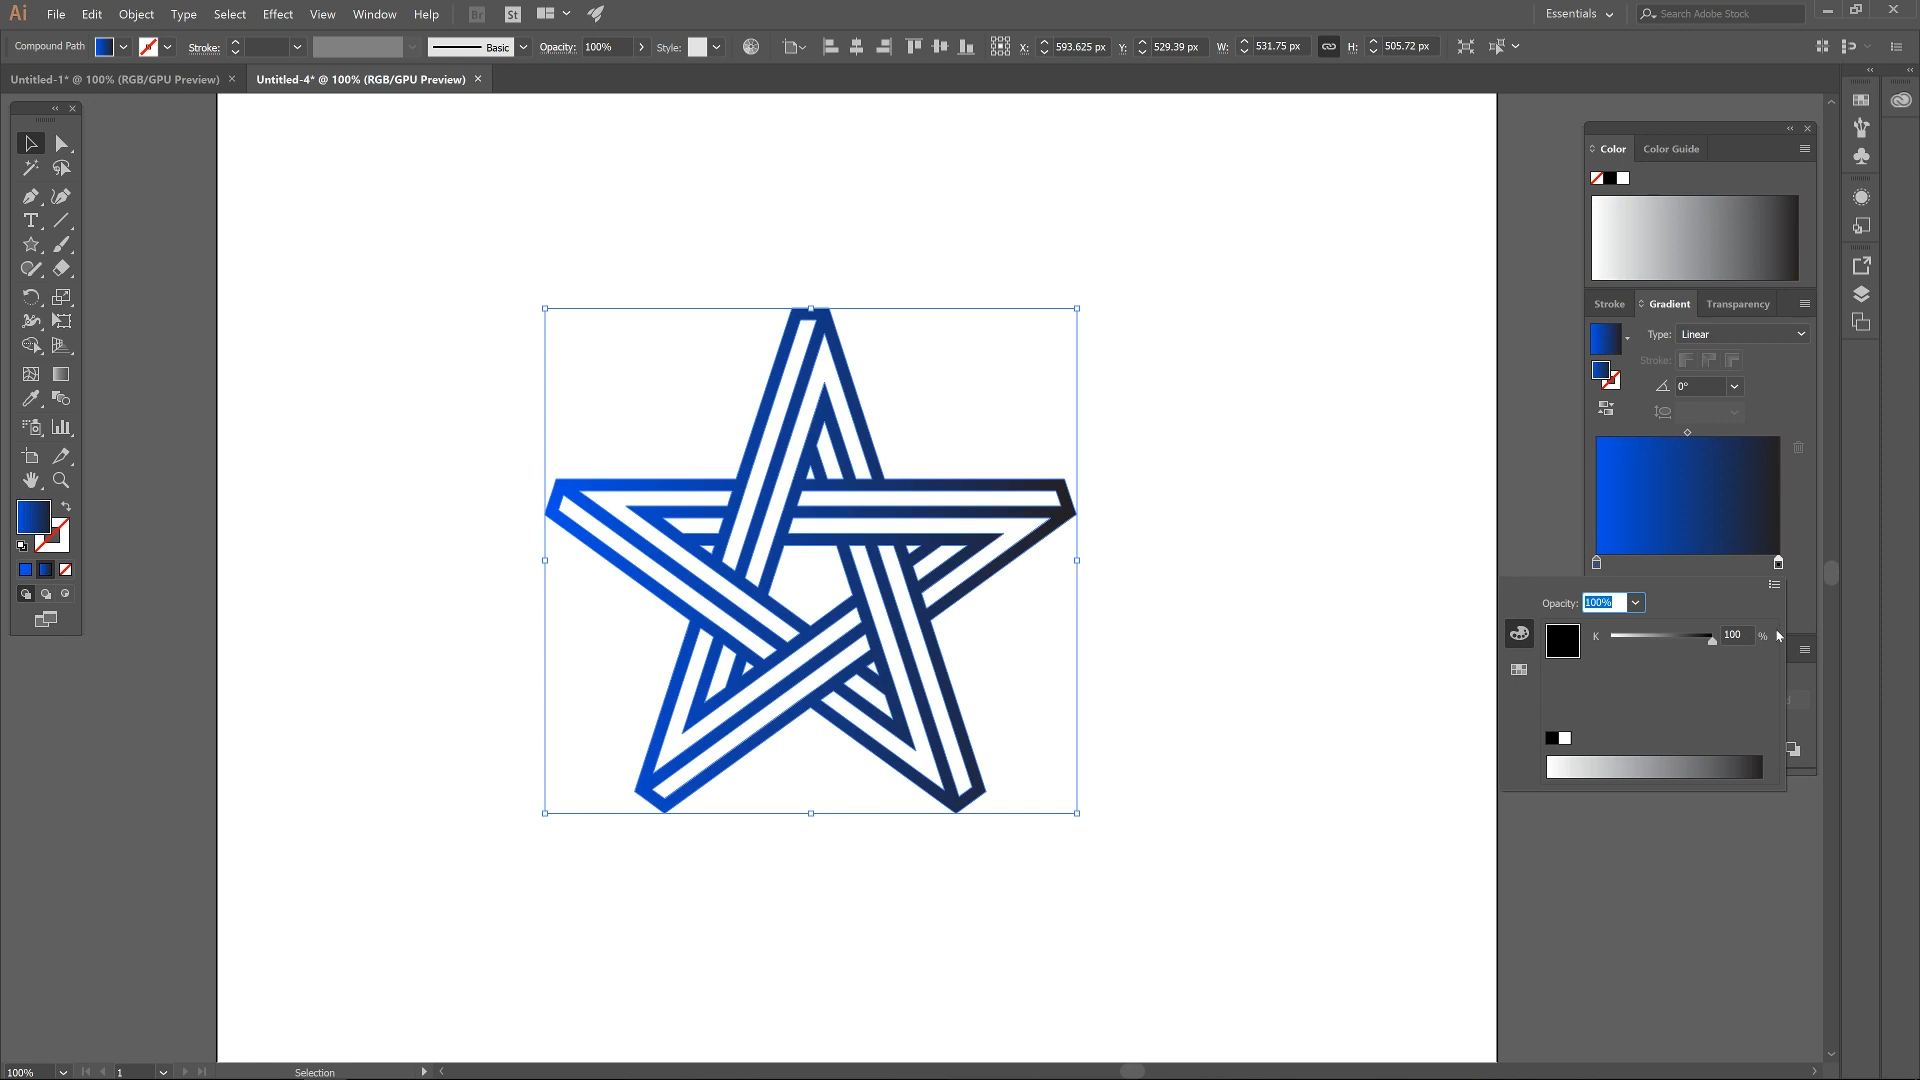 Ai File Edit Object Type Select Effect View Window Help Br St Essentials Search Adobe Stock
Compound Path Stroke: Basic Opacity: 100% Style: X: 593.625 px Y: 529.39 px W: 531.75 px H: 505.72 px
Untitled-1* @ 100% (RGB/GPU Preview) × Untitled-4* @ 100% (RGB/GPU Preview) ×
Color Color Guide
Stroke Gradient Transparency
Type: Linear
Stroke:
0°
Opacity: 100%
K 100 %
100% 1 Selection